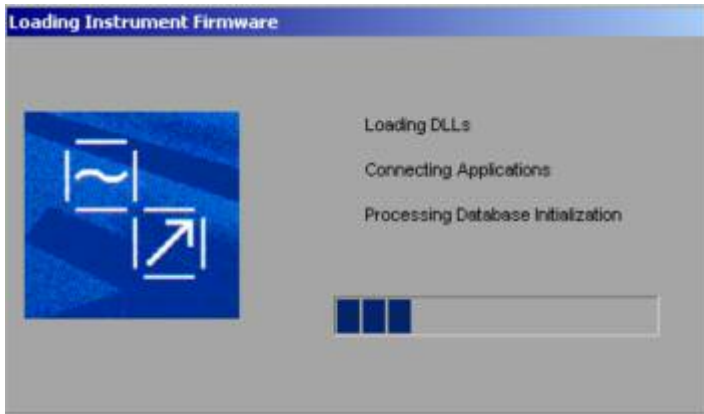 Loading Instrument Firmware
Loading DLLs
Connecting Applications
Processing Database Initialization